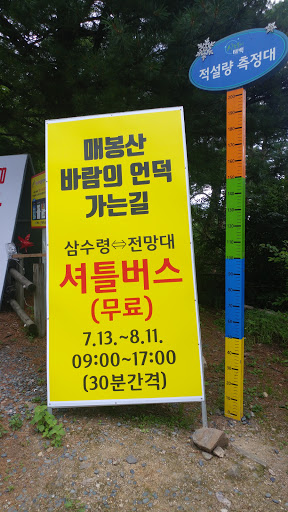 매봉산
바람의 언덕
가는길
삼수령⇔전망대
셔틀버스
(무료)
7.13.~8.11.
09:00~17:00
(30분간격)
태백
적설량 측정대